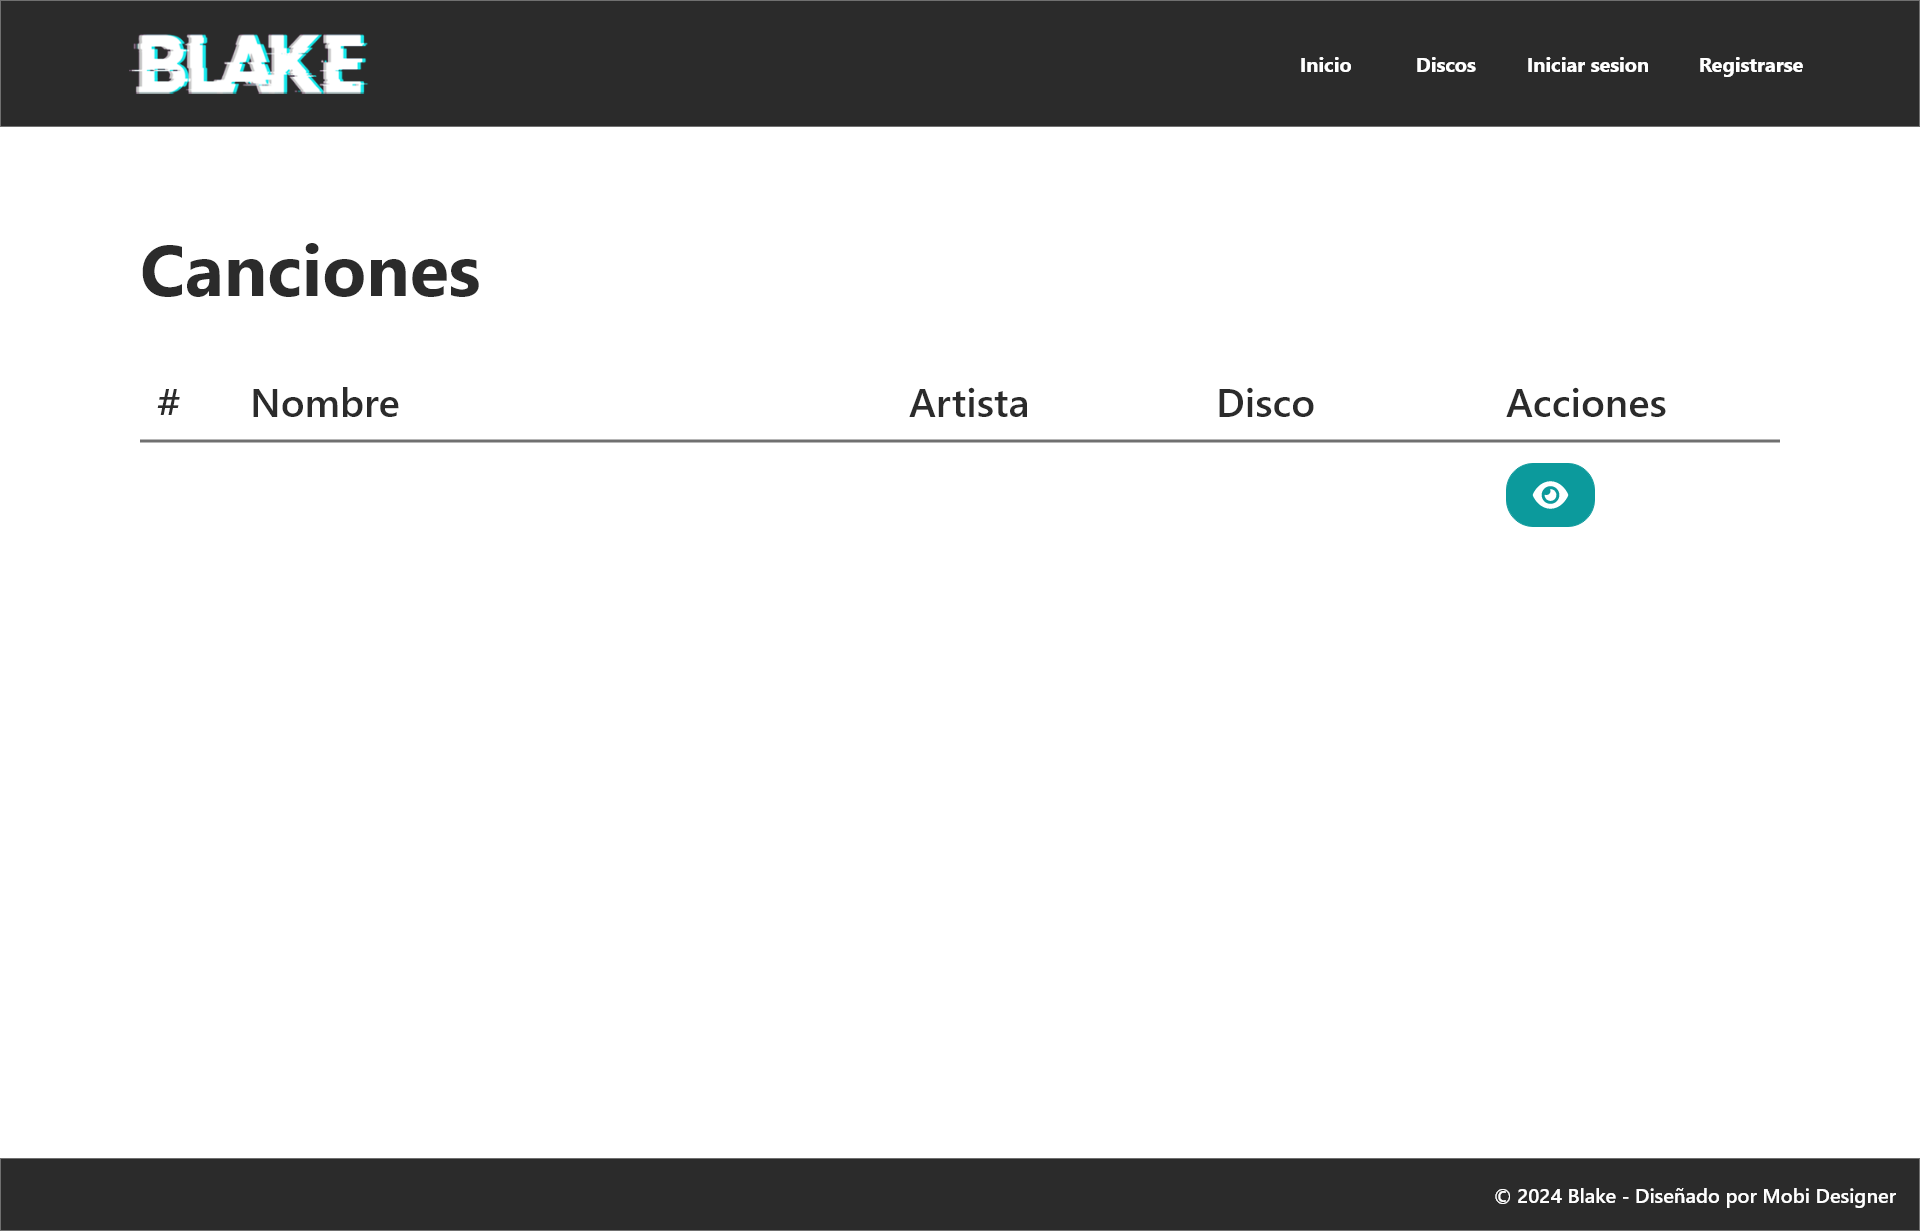 BLAKE
Inicio Discos Iniciar sesion Registrarse
Canciones
# Nombre Artista Disco Acciones
© 2024 Blake - Diseñado por Mobi Designer